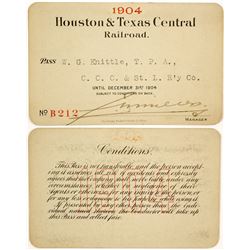 1904
Houston & Texas Central
Railroad.
PASS W. G. Knittle, T. P. A.,
C. C. C. & St. L. R'y Co.
UNTIL DECEMBER 31ST 1904
SUBJECT TO CONDITIONS ON BACK
No B212
MANAGER
Conditions.
This Pass is not transferable, and the person accept-
ing it assumes all risk of accidents and expressly
agrees that the Company shall not be liable, under any
circumstances, whether of negligence of their
agents or otherwise for any injury to the person, or for
any loss or damage to the property of the person
using this Pass.
If presented by any other than the
person named thereon, the Conductor will take up
this Pass and collect fare.